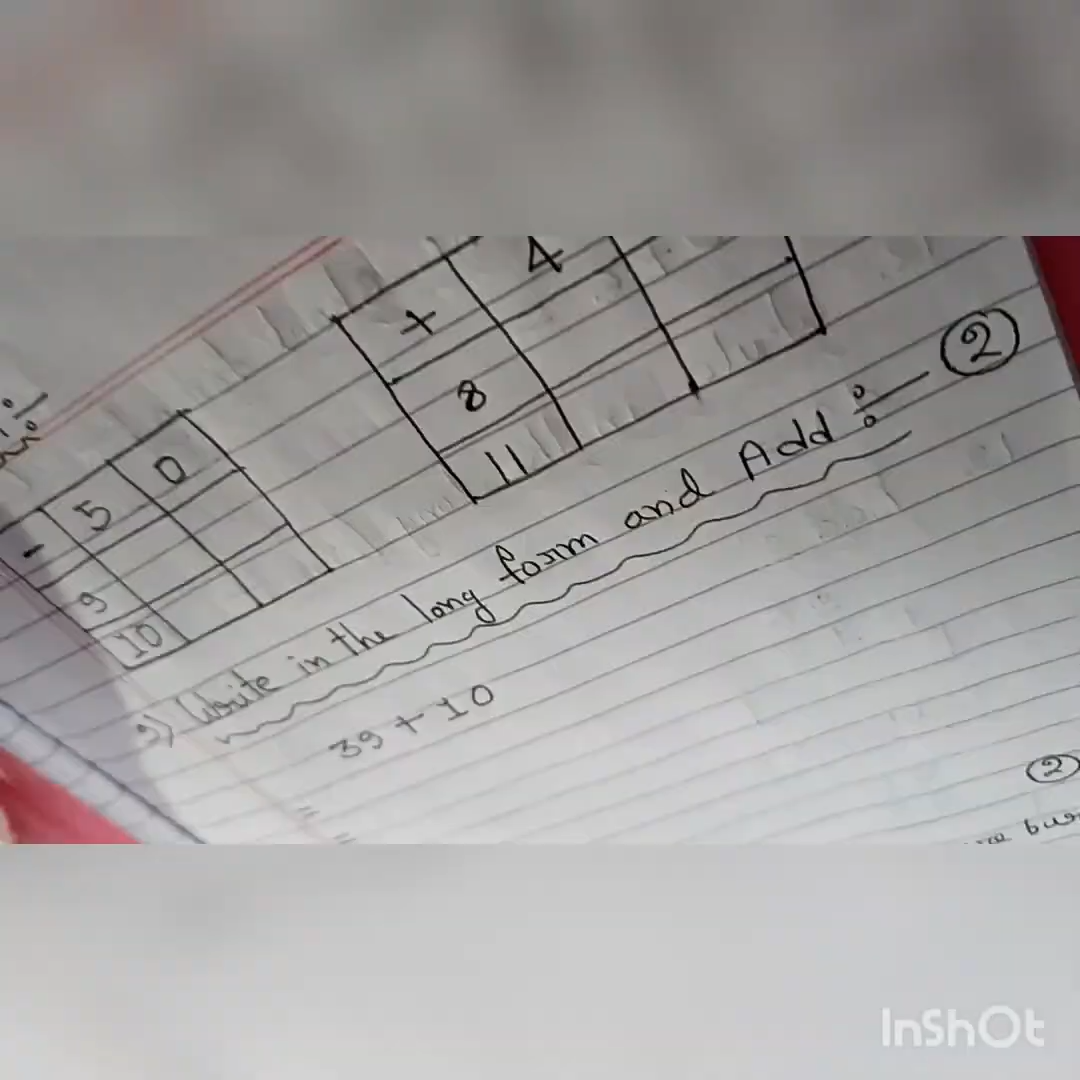 - 5 0
9
10
+ 4
8
11
9) Write in the long form and Add :- 2
39 + 10
2
InShOt